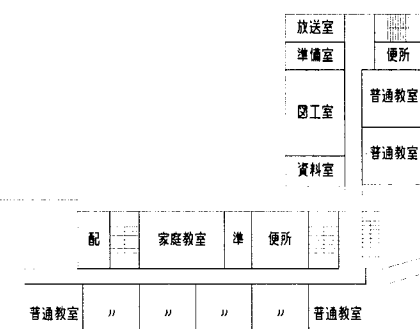 放送室
準備室 便所
図工室 普通教室
普通教室
資料室
配 家庭教室 準 便所
普通教室 〃 〃 〃 〃 普通教室